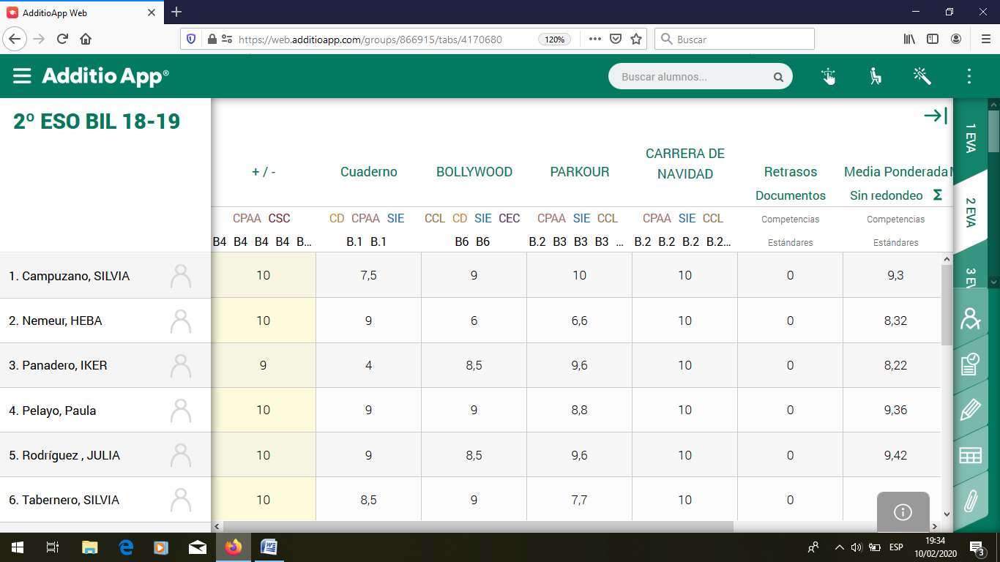 AdditioApp Web
https://web.additioapp.com/groups/866915/tabs/4170680
120%
Buscar
Additio App®
Buscar alumnos...
2º ESO BIL 18-19
+ / - Cuaderno BOLLYWOOD PARKOUR CARRERA DE NAVIDAD Retrasos Media Ponderada
Documentos Sin redondeo Σ
CPAA CSC CD CPAA SIE CCL CD SIE CEC CPAA SIE CCL CPAA SIE CCL Competencias Competencias
B4 B4 B4 B4 B... B.1 B.1 B6 B6 B.2 B3 B3 B3 ... B.2 B.2 B.2 B.2... Estándares Estándares
1. Campuzano, SILVIA 10 7,5 9 10 10 0 9,3
2. Nemeur, HEBA 10 9 6 6,6 10 0 8,32
3. Panadero, IKER 9 4 8,5 9,6 10 0 8,22
4. Pelayo, Paula 10 9 9 8,8 10 0 9,36
5. Rodríguez , JULIA 10 9 8,5 9,6 10 0 9,42
6. Tabernero, SILVIA 10 8,5 9 7,7 10 0
1 EVA
2 EVA
3 EV
ESP
19:34
10/02/2020
3